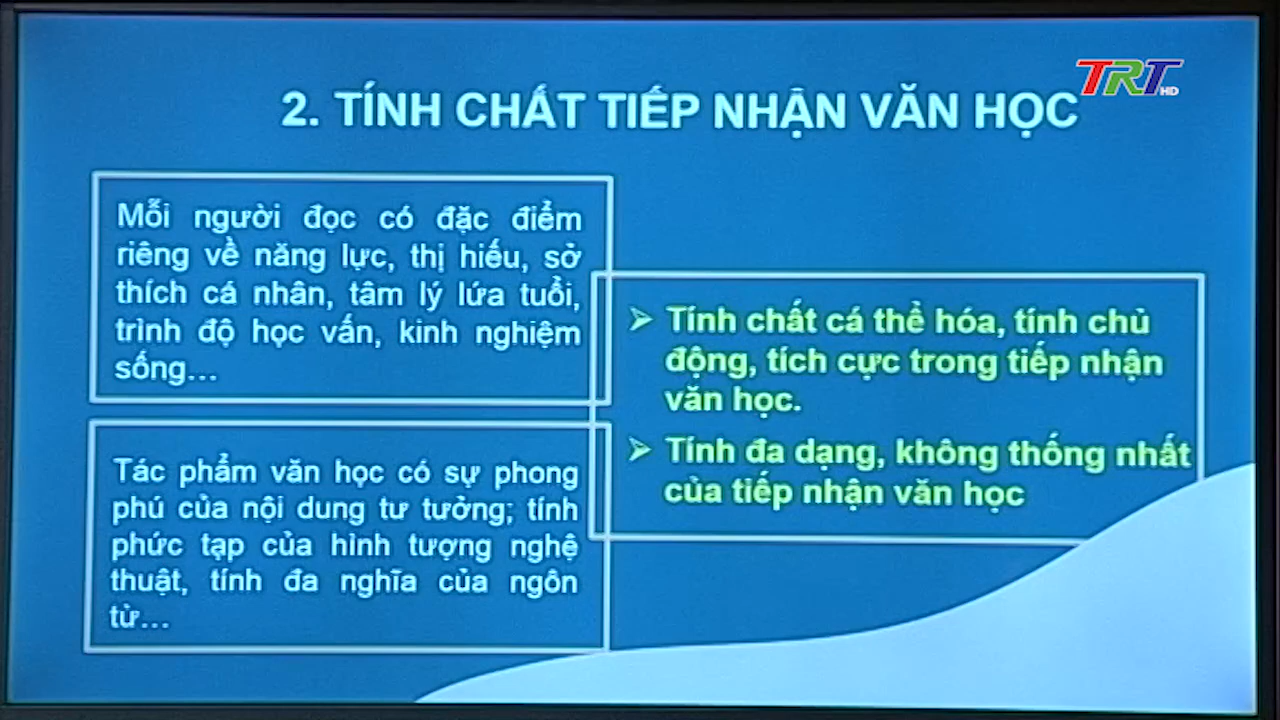 TRT HD
2. TÍNH CHẤT TIẾP NHẬN VĂN HỌC
Mỗi người đọc có đặc điểm
riêng về năng lực, thị hiếu, sở
thích cá nhân, tâm lý lứa tuổi,
trình độ học vấn, kinh nghiệm
sống...
Tác phẩm văn học có sự phong
phú của nội dung tư tưởng; tính
phức tạp của hình tượng nghệ
thuật, tính đa nghĩa của ngôn
từ...
➢ Tính chất cá thể hóa, tính chủ
động, tích cực trong tiếp nhận
văn học.
➢ Tính đa dạng, không thống nhất
của tiếp nhận văn học